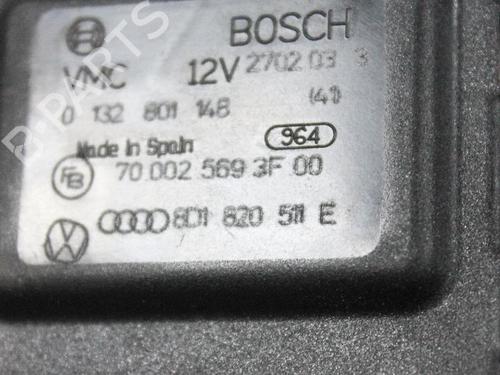 BOSCH
VMC 12V 2702 03 3
0 132 801 148 (41)
Made in Spain 964
FB 70 002 569 3F 00
8D1 820 511 E
B-PARTS